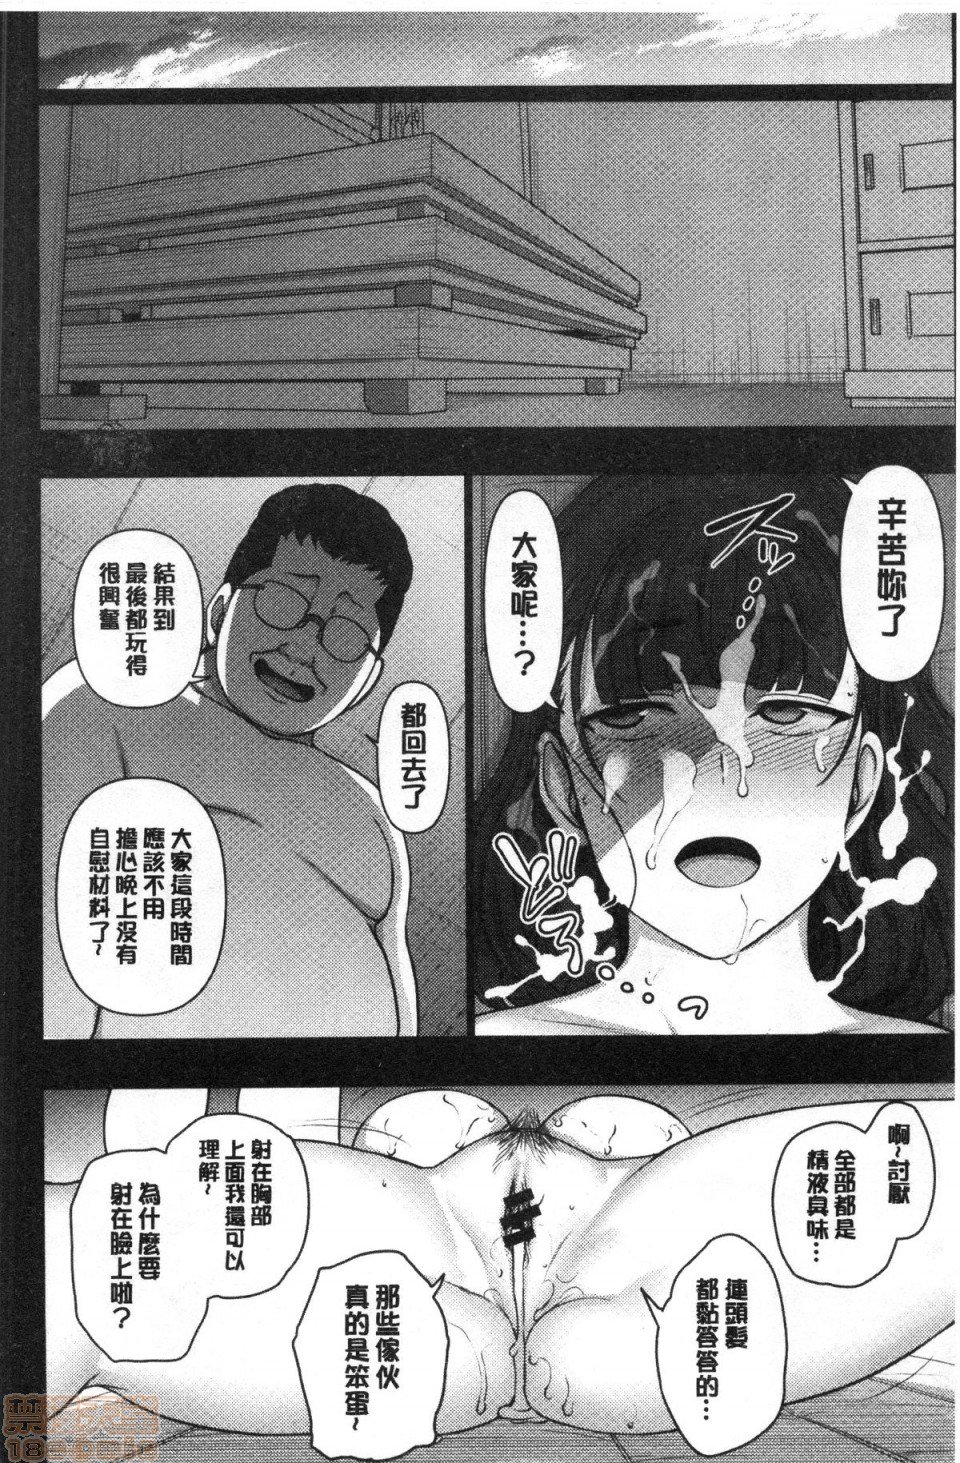 辛苦妳了
大家呢…？
都回去了
結果到
最後都玩得
很興奮
大家這段時間
應該不用
擔心晚上沒有
自慰材料了~
啊~討厭
全部都是
精液臭味…
連頭髮
都黏答答的…
那些傢伙
真的是笨蛋~
射在胸部
上面我還可以
理解~
為什麼要
射在臉上啦？